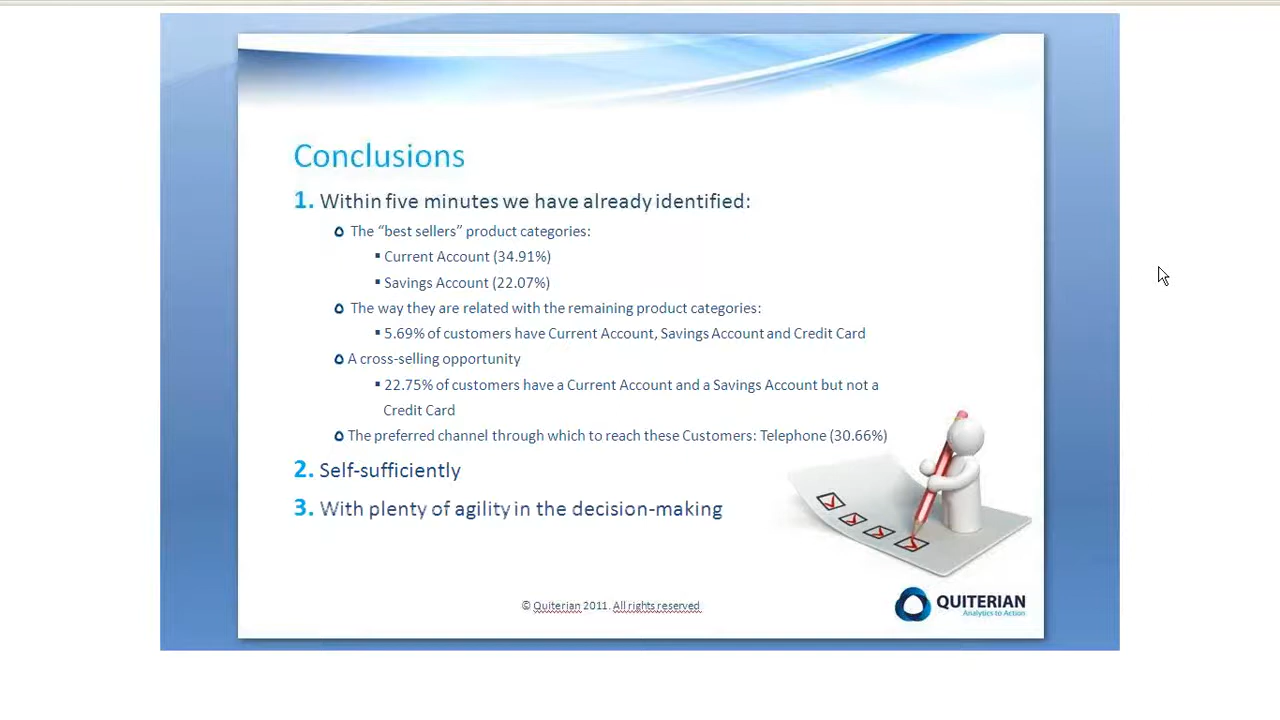 Conclusions
1. Within five minutes we have already identified:
The “best sellers” product categories:
▪ Current Account (34.91%)
▪ Savings Account (22.07%)
The way they are related with the remaining product categories:
▪ 5.69% of customers have Current Account, Savings Account and Credit Card
A cross-selling opportunity
▪ 22.75% of customers have a Current Account and a Savings Account but not a
Credit Card
The preferred channel through which to reach these Customers: Telephone (30.66%)
2. Self-sufficiently
3. With plenty of agility in the decision-making
© Quiterian 2011. All rights reserved
QUITERIAN
Analytics to Action